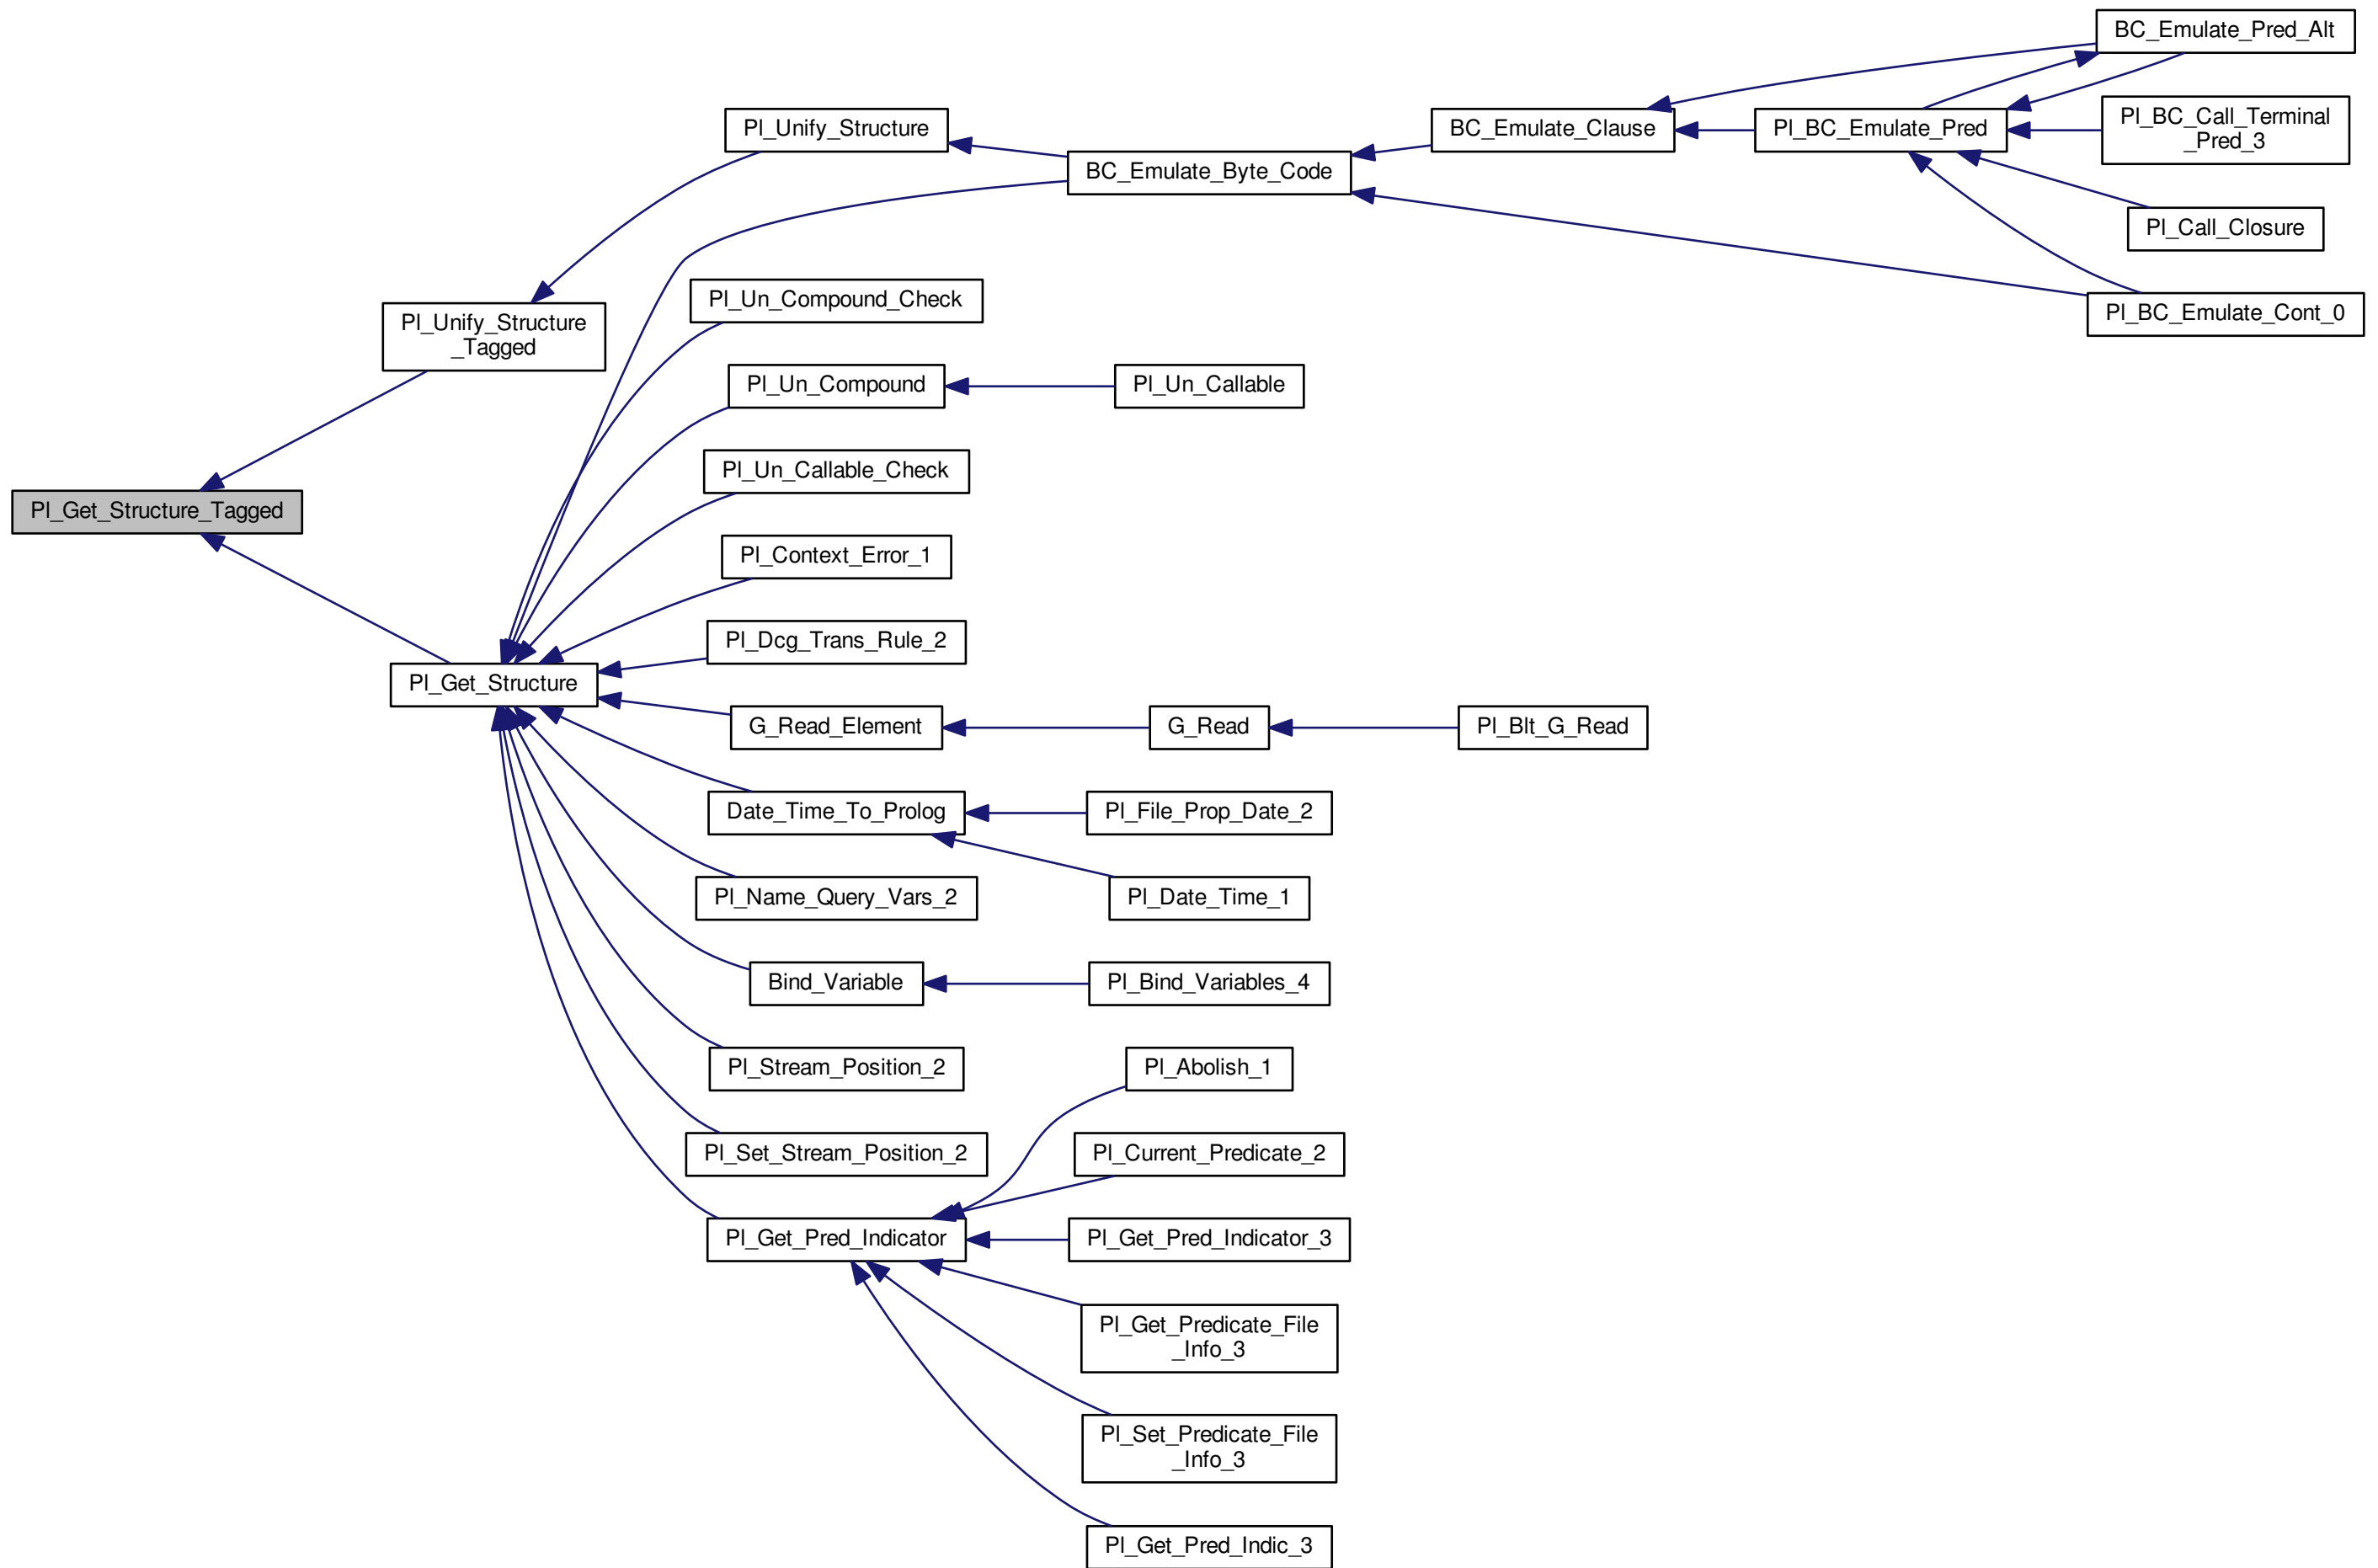 BC_Emulate_Pred_Alt
Pl_Unify_Structure
BC_Emulate_Clause
Pl_BC_Emulate_Pred
Pl_BC_Call_Terminal
_Pred_3
BC_Emulate_Byte_Code
Pl_Call_Closure
Pl_Un_Compound_Check
Pl_BC_Emulate_Cont_0
Pl_Unify_Structure
_Tagged
Pl_Un_Compound
Pl_Un_Callable
Pl_Un_Callable_Check
Pl_Get_Structure_Tagged
Pl_Context_Error_1
Pl_Dcg_Trans_Rule_2
Pl_Get_Structure
G_Read_Element
G_Read
Pl_Blt_G_Read
Date_Time_To_Prolog
Pl_File_Prop_Date_2
Pl_Name_Query_Vars_2
Pl_Date_Time_1
Bind_Variable
Pl_Bind_Variables_4
Pl_Stream_Position_2
Pl_Abolish_1
Pl_Set_Stream_Position_2
Pl_Current_Predicate_2
Pl_Get_Pred_Indicator
Pl_Get_Pred_Indicator_3
Pl_Get_Predicate_File
_Info_3
Pl_Set_Predicate_File
_Info_3
Pl_Get_Pred_Indic_3